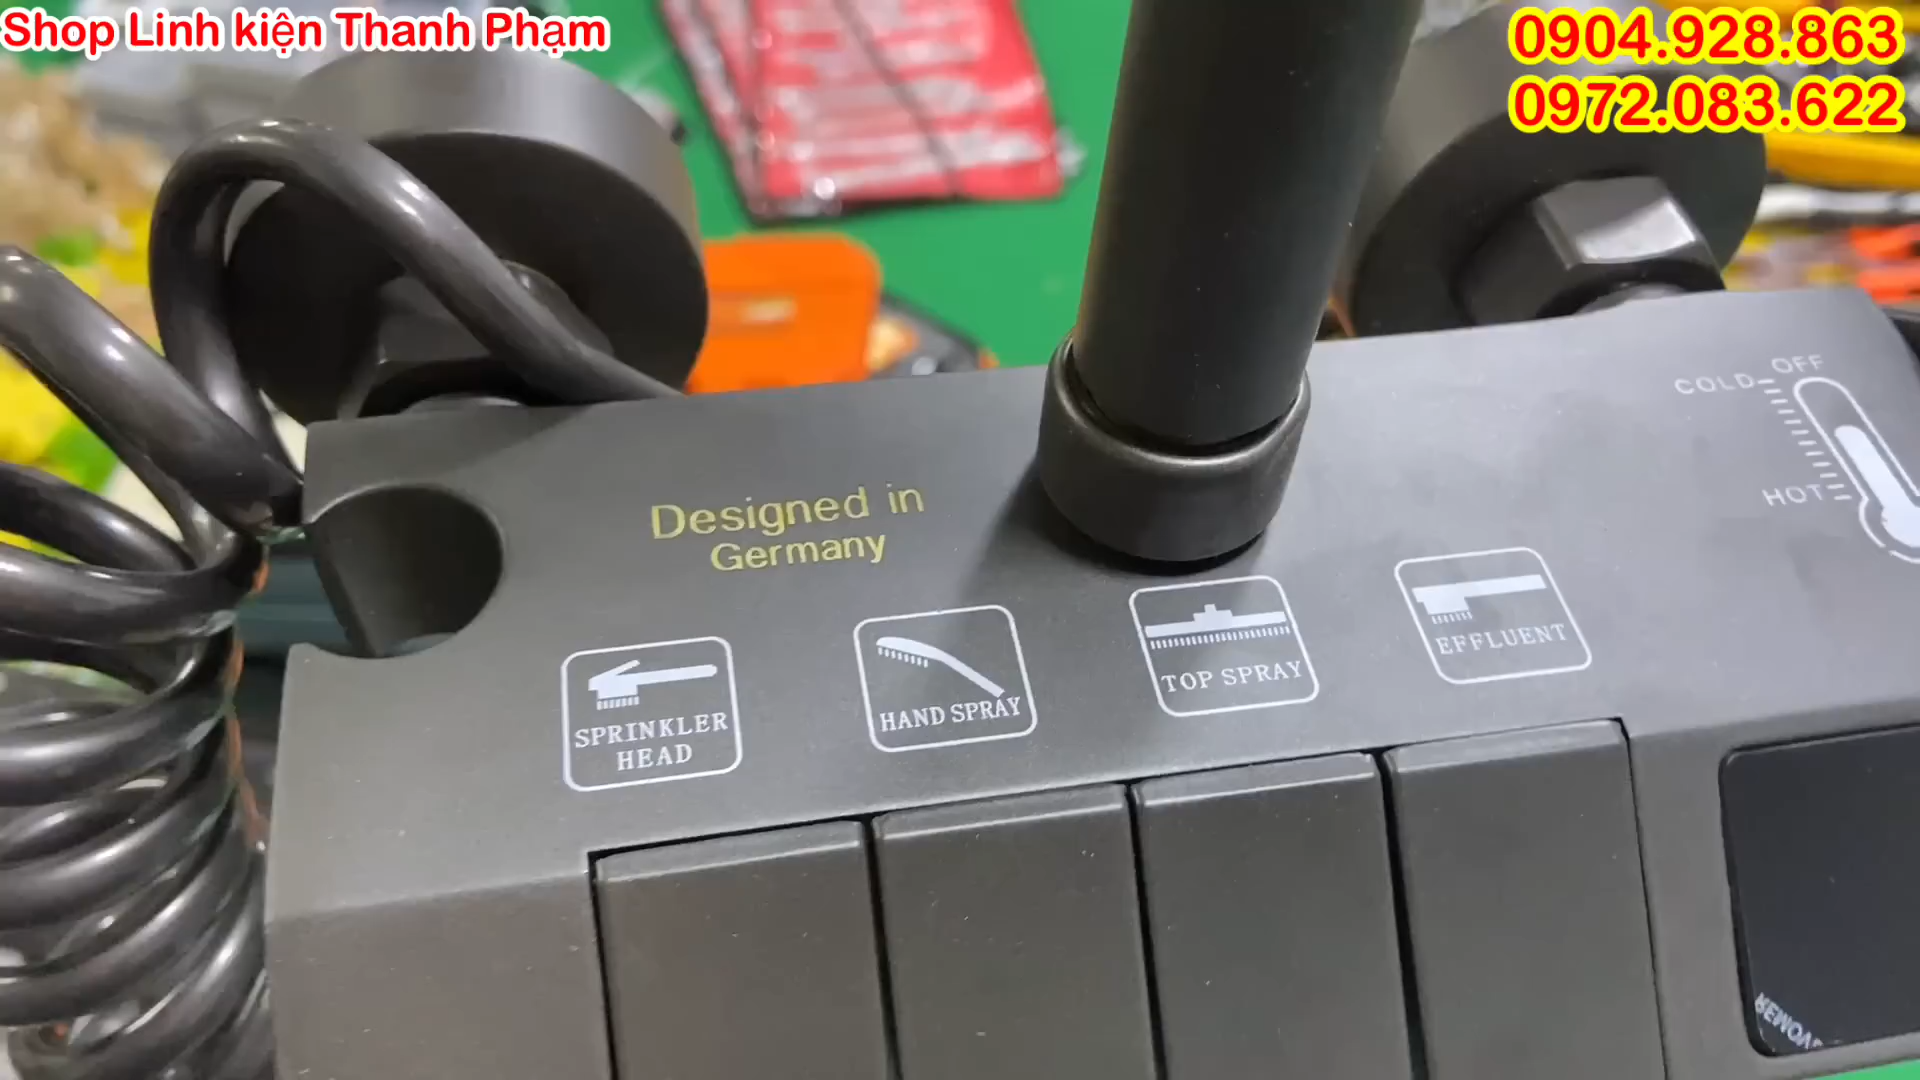 Shop Linh kiện Thanh Phạm
0904.928.863
0972.083.622
COLD OFF
HOT
Designed in
Germany
SPRINKLER
HEAD
HAND SPRAY
TOP SPRAY
EFFLUENT